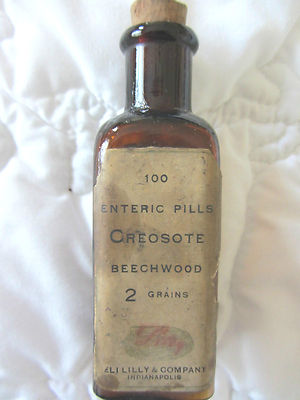 100
ENTERIC PILLS
CREOSOTE
BEECHWOOD
2 GRAINS
Lilly
ELI LILLY & COMPANY
INDIANAPOLIS